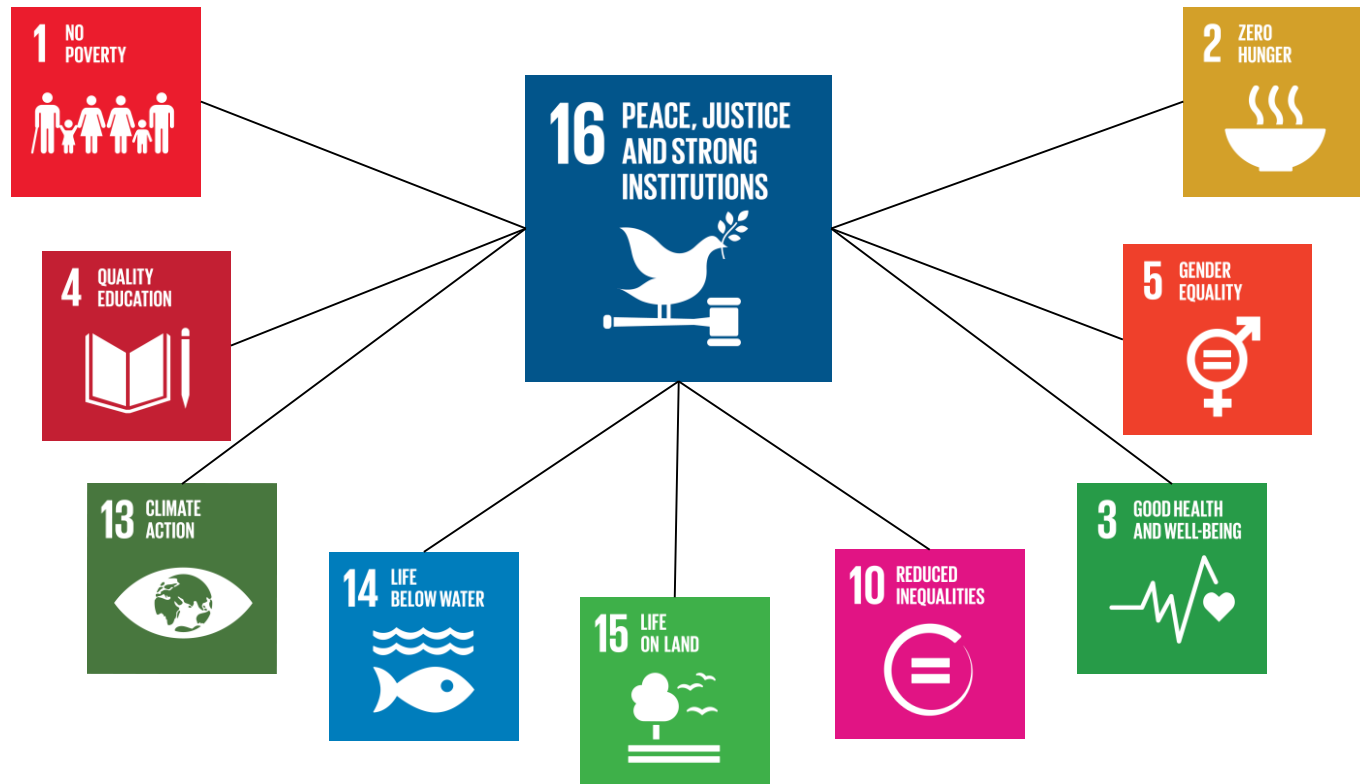 1 NO
POVERTY
2 ZERO
HUNGER
16 PEACE, JUSTICE
AND STRONG
INSTITUTIONS
4 QUALITY
EDUCATION
5 GENDER
EQUALITY
13 CLIMATE
ACTION
3 GOOD HEALTH
AND WELL-BEING
14 LIFE
BELOW WATER
10 REDUCED
INEQUALITIES
15 LIFE
ON LAND